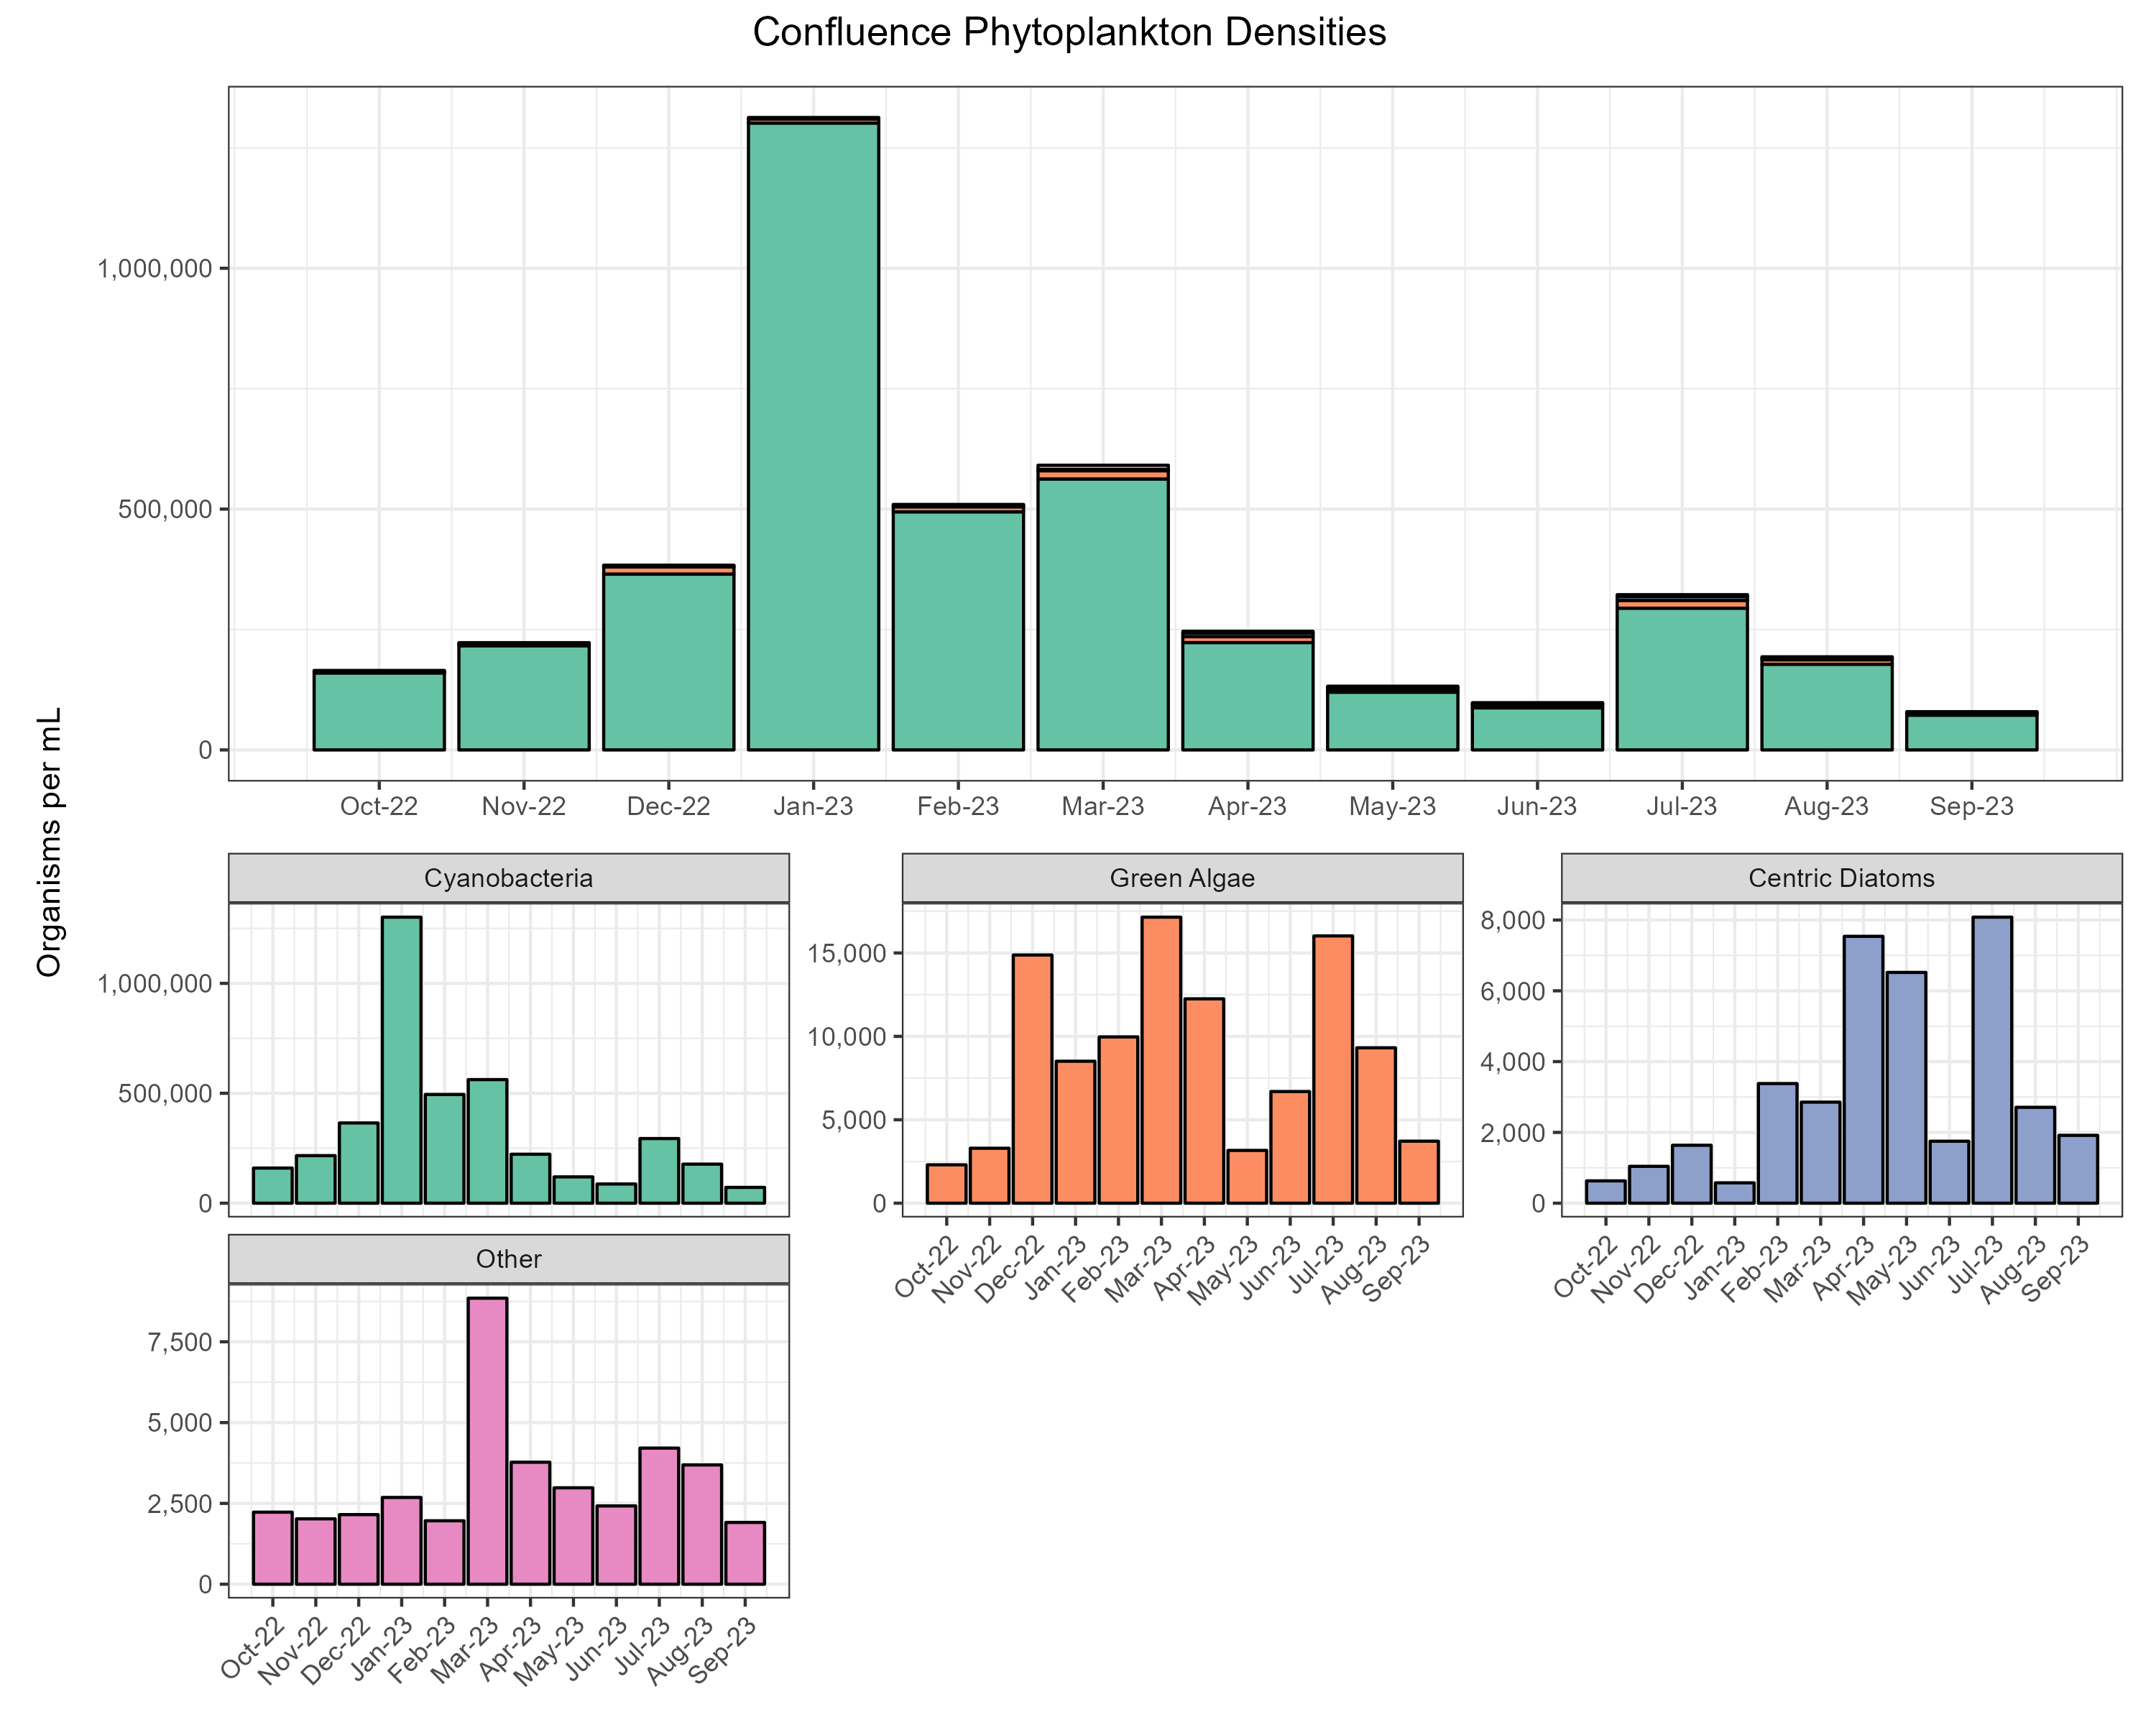 Confluence Phytoplankton Densities
Organisms per mL
1,000,000
500,000
0
Oct-22 Nov-22 Dec-22 Jan-23 Feb-23 Mar-23 Apr-23 May-23 Jun-23 Jul-23 Aug-23 Sep-23
Cyanobacteria
1,000,000
500,000
0
Green Algae
15,000
10,000
5,000
0
Oct-22 Nov-22 Dec-22 Jan-23 Feb-23 Mar-23 Apr-23 May-23 Jun-23 Jul-23 Aug-23 Sep-23
Centric Diatoms
8,000
6,000
4,000
2,000
0
Oct-22 Nov-22 Dec-22 Jan-23 Feb-23 Mar-23 Apr-23 May-23 Jun-23 Jul-23 Aug-23 Sep-23
Other
7,500
5,000
2,500
0
Oct-22 Nov-22 Dec-22 Jan-23 Feb-23 Mar-23 Apr-23 May-23 Jun-23 Jul-23 Aug-23 Sep-23